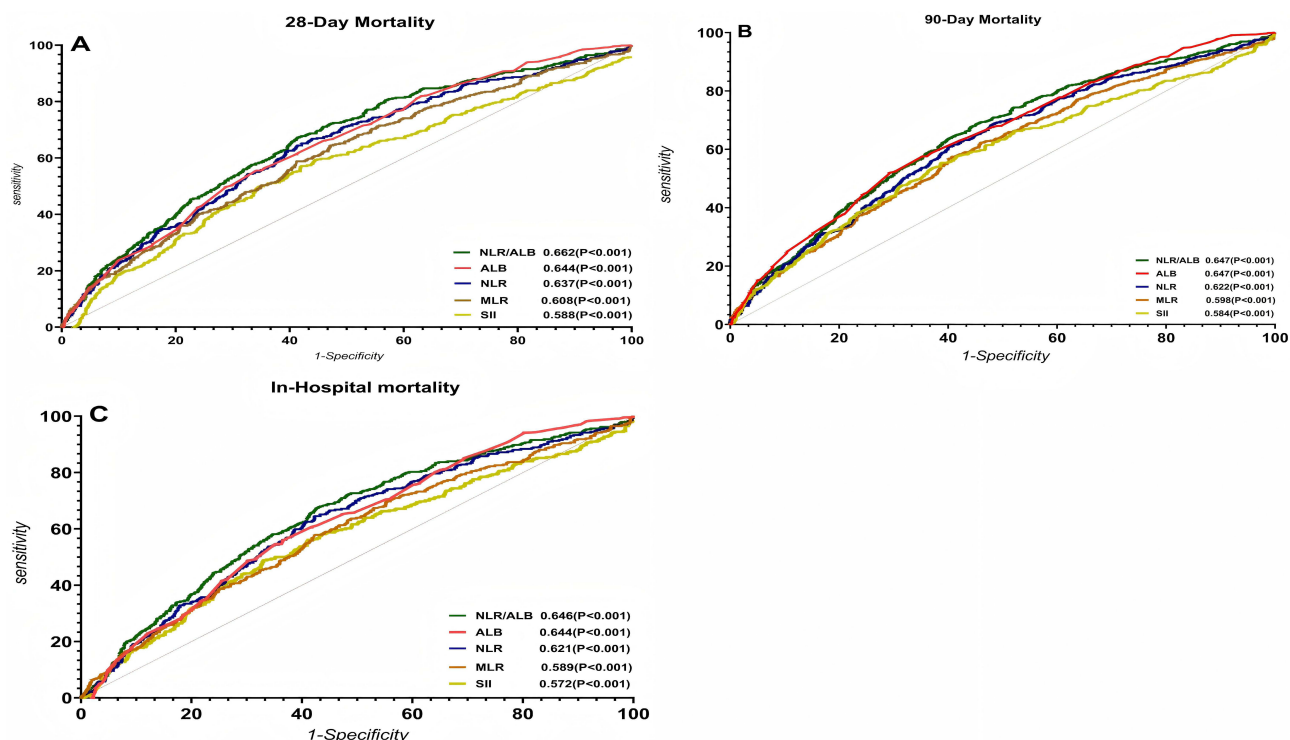 28-Day Mortality
A
100
80
60
40
20
0
sensitivity
NLR/ALB 0.662(P<0.001)
ALB 0.644(P<0.001)
NLR 0.637(P<0.001)
MLR 0.608(P<0.001)
SII 0.588(P<0.001)
0 20 40 60 80 100
1-Specificity
90-Day Mortality
B
100
80
60
40
20
0
sensitivity
NLR/ALB 0.647(P<0.001)
ALB 0.647(P<0.001)
NLR 0.622(P<0.001)
MLR 0.598(P<0.001)
SII 0.584(P<0.001)
0 20 40 60 80 100
1-Specificity
In-Hospital mortality
C
100
80
60
40
20
0
sensitivity
NLR/ALB 0.646(P<0.001)
ALB 0.644(P<0.001)
NLR 0.621(P<0.001)
MLR 0.589(P<0.001)
SII 0.572(P<0.001)
0 20 40 60 80 100
1-Specificity